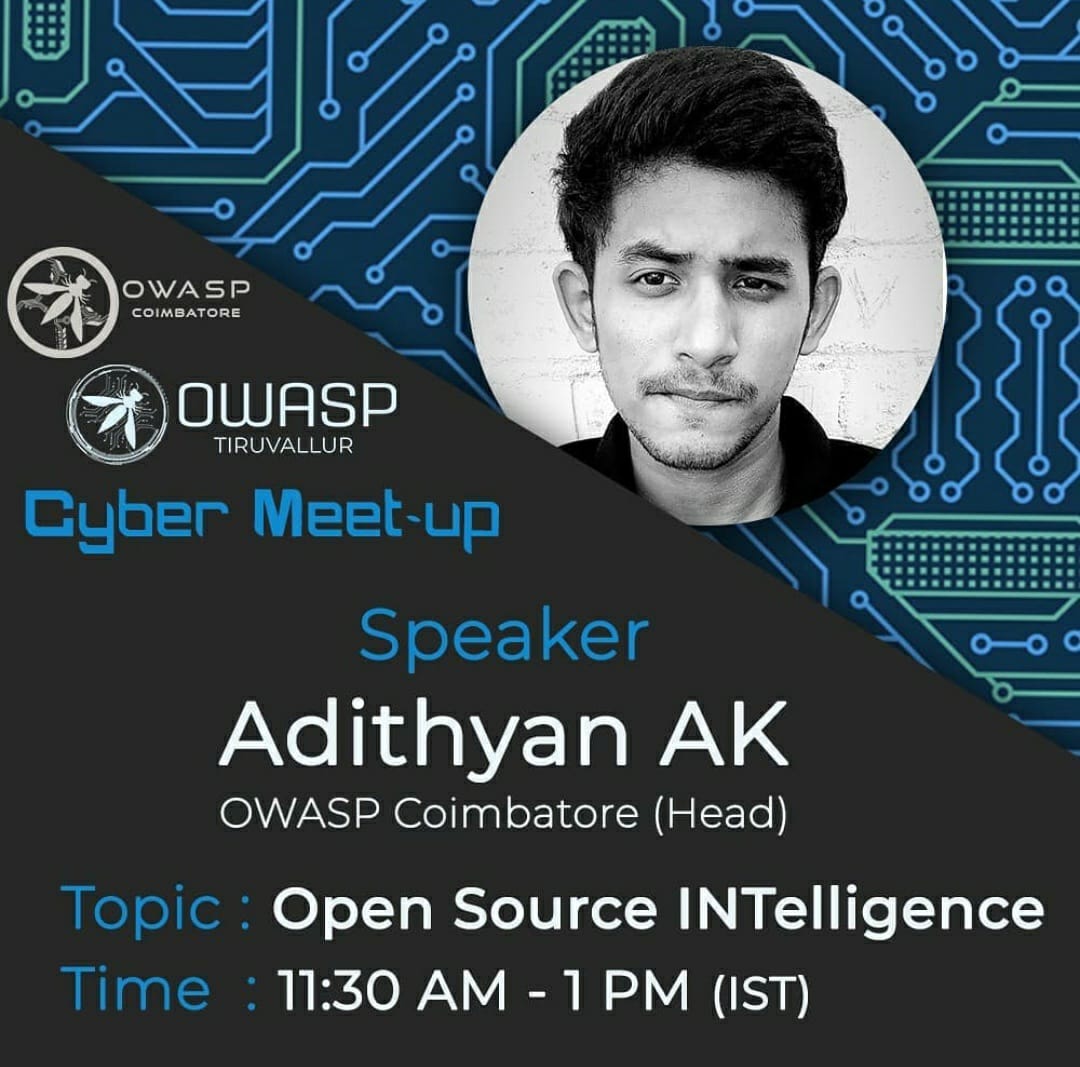 OWASP
COIMBATORE
OWASP
TIRUVALLUR
Cyber Meet-up
Speaker
Adithyan AK
OWASP Coimbatore (Head)
Topic : Open Source INTelligence
Time : 11:30 AM - 1 PM (IST)